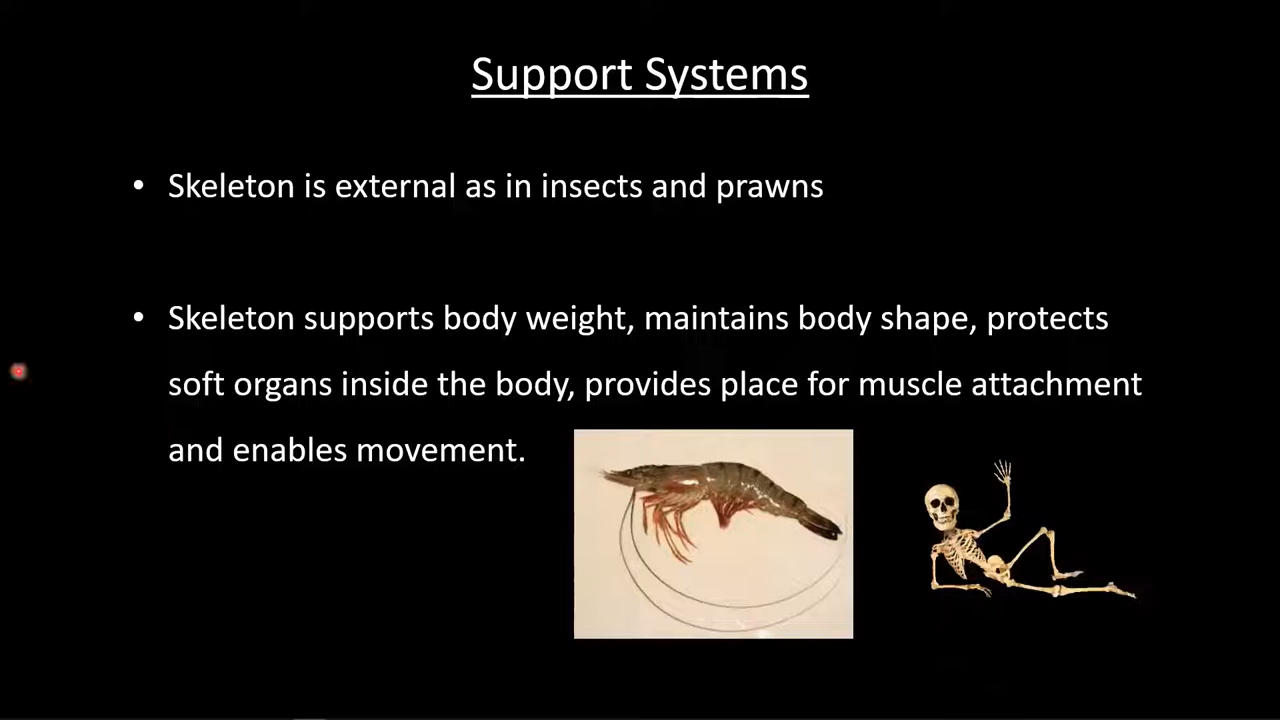 Support Systems
• Skeleton is external as in insects and prawns
• Skeleton supports body weight, maintains body shape, protects
soft organs inside the body, provides place for muscle attachment
and enables movement.